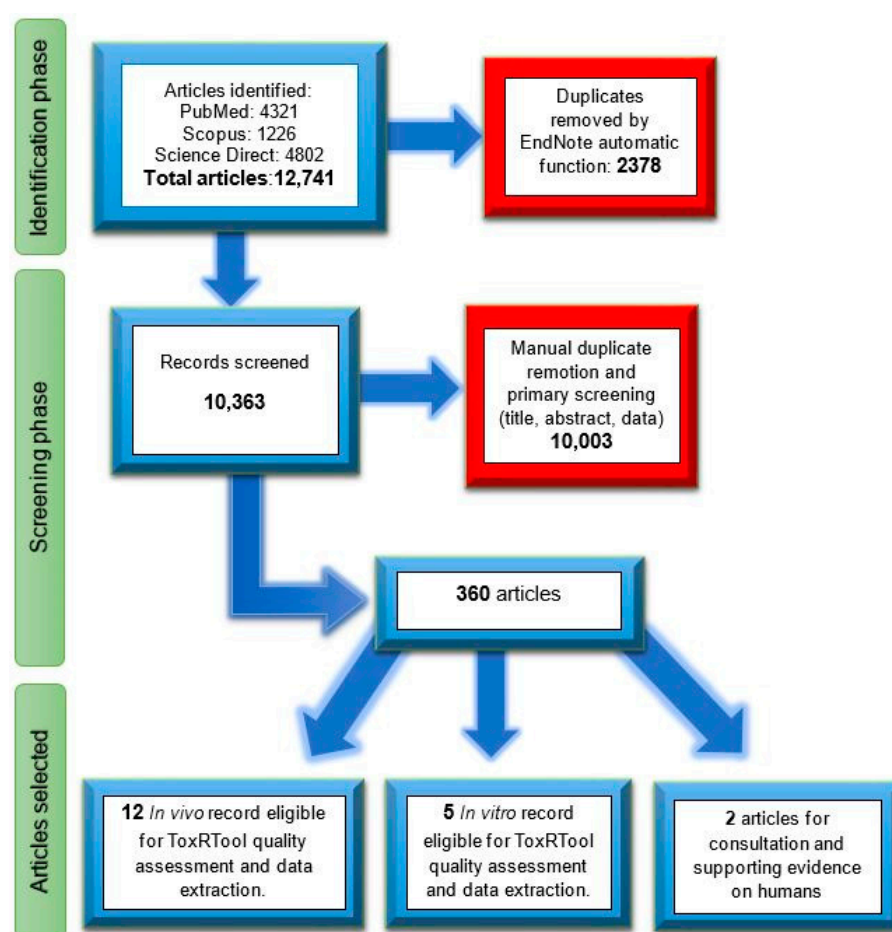 Identification phase
Articles identified:
PubMed: 4321
Scopus: 1226
Science Direct: 4802
Total articles:12,741
Duplicates
removed by
EndNote automatic
function: 2378
Screening phase
Records screened
10,363
Manual duplicate
remotion and
primary screening
(title, abstract, data)
10,003
360 articles
Articles selected
12 In vivo record eligible
for ToxRTool quality
assessment and data
extraction.
5 In vitro record
eligible for ToxRTool
quality assessment
and data extraction.
2 articles for
consultation and
supporting evidence
on humans